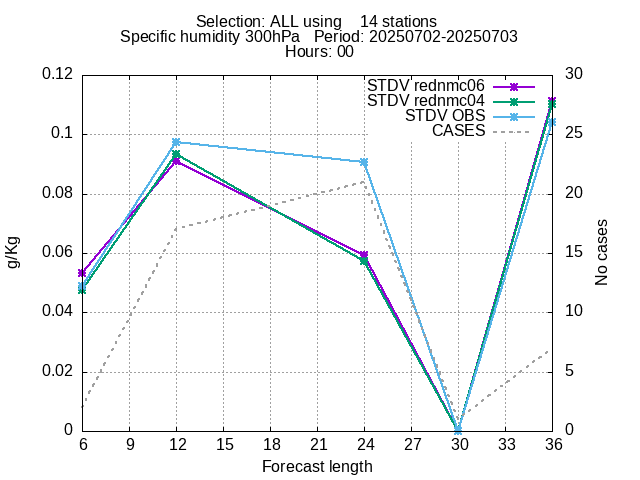 Selection: ALL using    14 stations
Specific humidity 300hPa   Period: 20250702-20250703
Hours: 00
STDV rednmc06
STDV rednmc04
STDV OBS
CASES
0.12
0.1
0.08
0.06
0.04
0.02
0
30
25
20
15
10
5
0
g/Kg
No cases
6 9 12 15 18 21 24 27 30 33 36
Forecast length